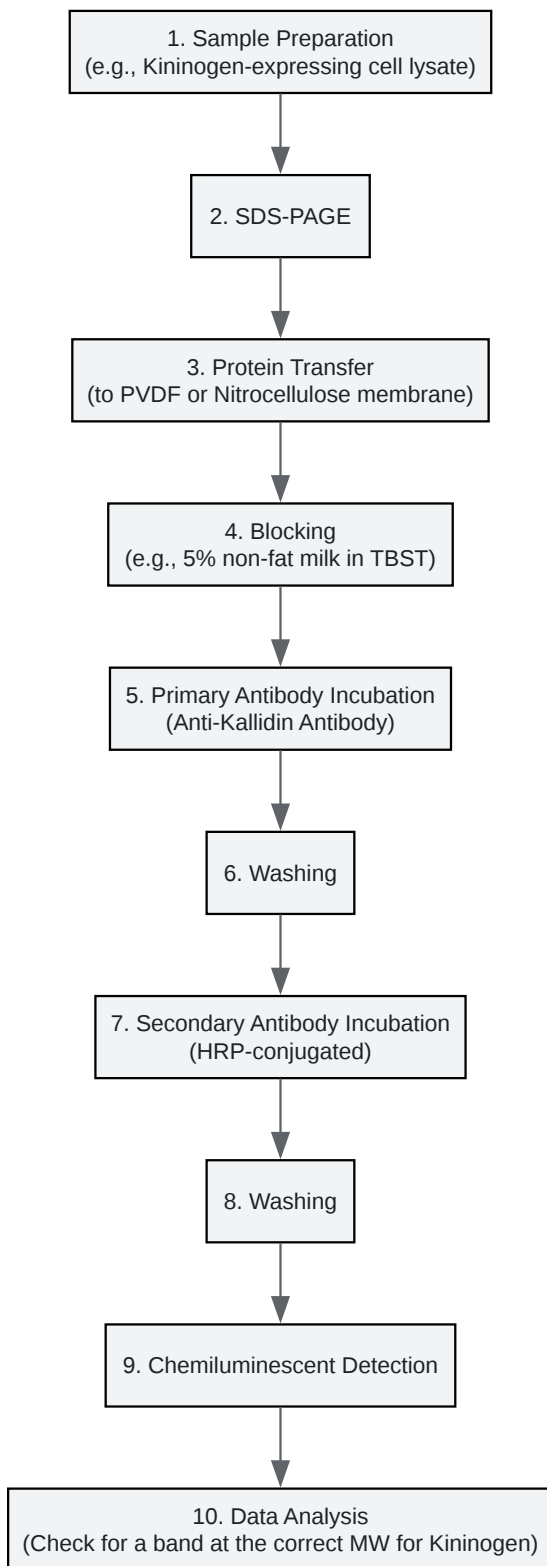 1. Sample Preparation
(e.g., Kininogen-expressing cell lysate)
2. SDS-PAGE
3. Protein Transfer
(to PVDF or Nitrocellulose membrane)
4. Blocking
(e.g., 5% non-fat milk in TBST)
5. Primary Antibody Incubation
(Anti-Kallidin Antibody)
6. Washing
7. Secondary Antibody Incubation
(HRP-conjugated)
8. Washing
9. Chemiluminescent Detection
10. Data Analysis
(Check for a band at the correct MW for Kininogen)